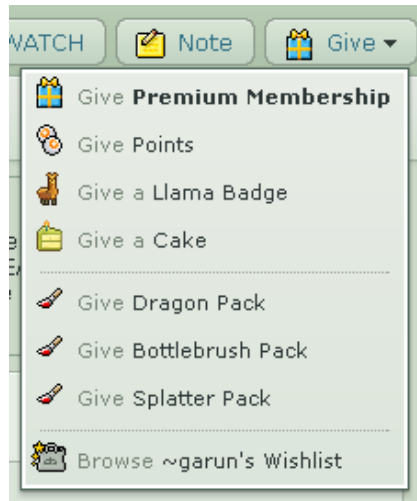 WATCH Note Give
Give Premium Membership
Give Points
Give a Llama Badge
Give a Cake
Give Dragon Pack
Give Bottlebrush Pack
Give Splatter Pack
Browse ~garun's Wishlist